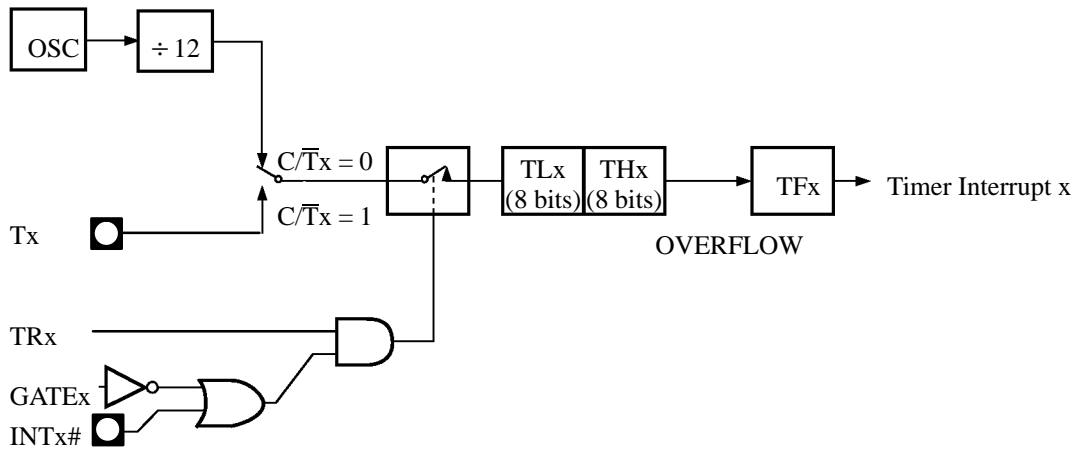 OSC
÷ 12
C/T̅x = 0
TLx
(8 bits)
THx
(8 bits)
TFx
Timer Interrupt x
C/T̅x = 1
Tx
OVERFLOW
TRx
GATEx
INTx#